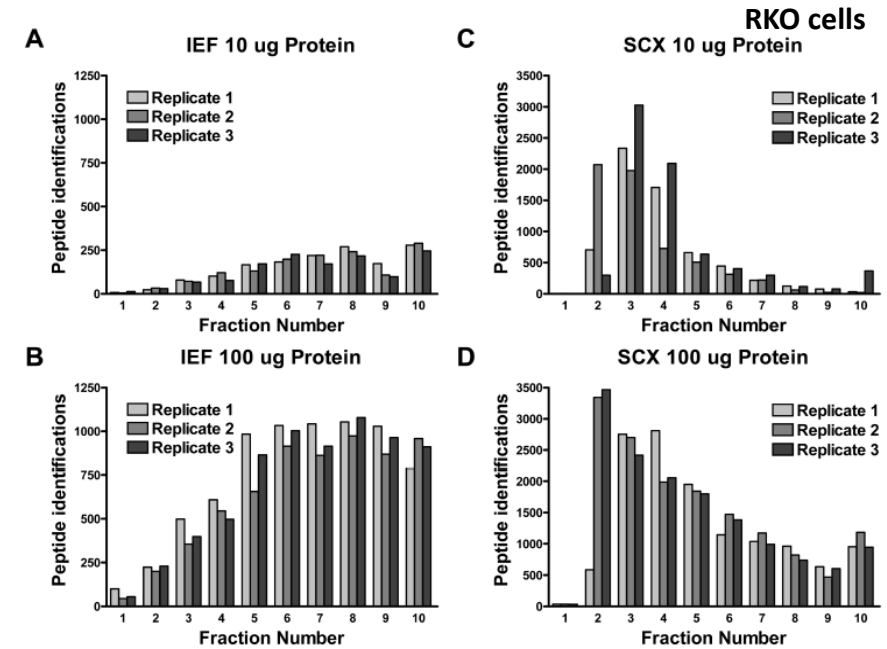 RKO cells
A
IEF 10 ug Protein
Peptide identifications
1250
1000
750
500
250
0
Replicate 1
Replicate 2
Replicate 3
1 2 3 4 5 6 7 8 9 10
Fraction Number
C
SCX 10 ug Protein
Peptide identifications
3500
3000
2500
2000
1500
1000
500
0
Replicate 1
Replicate 2
Replicate 3
1 2 3 4 5 6 7 8 9 10
Fraction Number
B
IEF 100 ug Protein
Peptide identifications
1250
1000
750
500
250
0
Replicate 1
Replicate 2
Replicate 3
1 2 3 4 5 6 7 8 9 10
Fraction Number
D
SCX 100 ug Protein
Peptide identifications
3500
3000
2500
2000
1500
1000
500
0
Replicate 1
Replicate 2
Replicate 3
1 2 3 4 5 6 7 8 9 10
Fraction Number